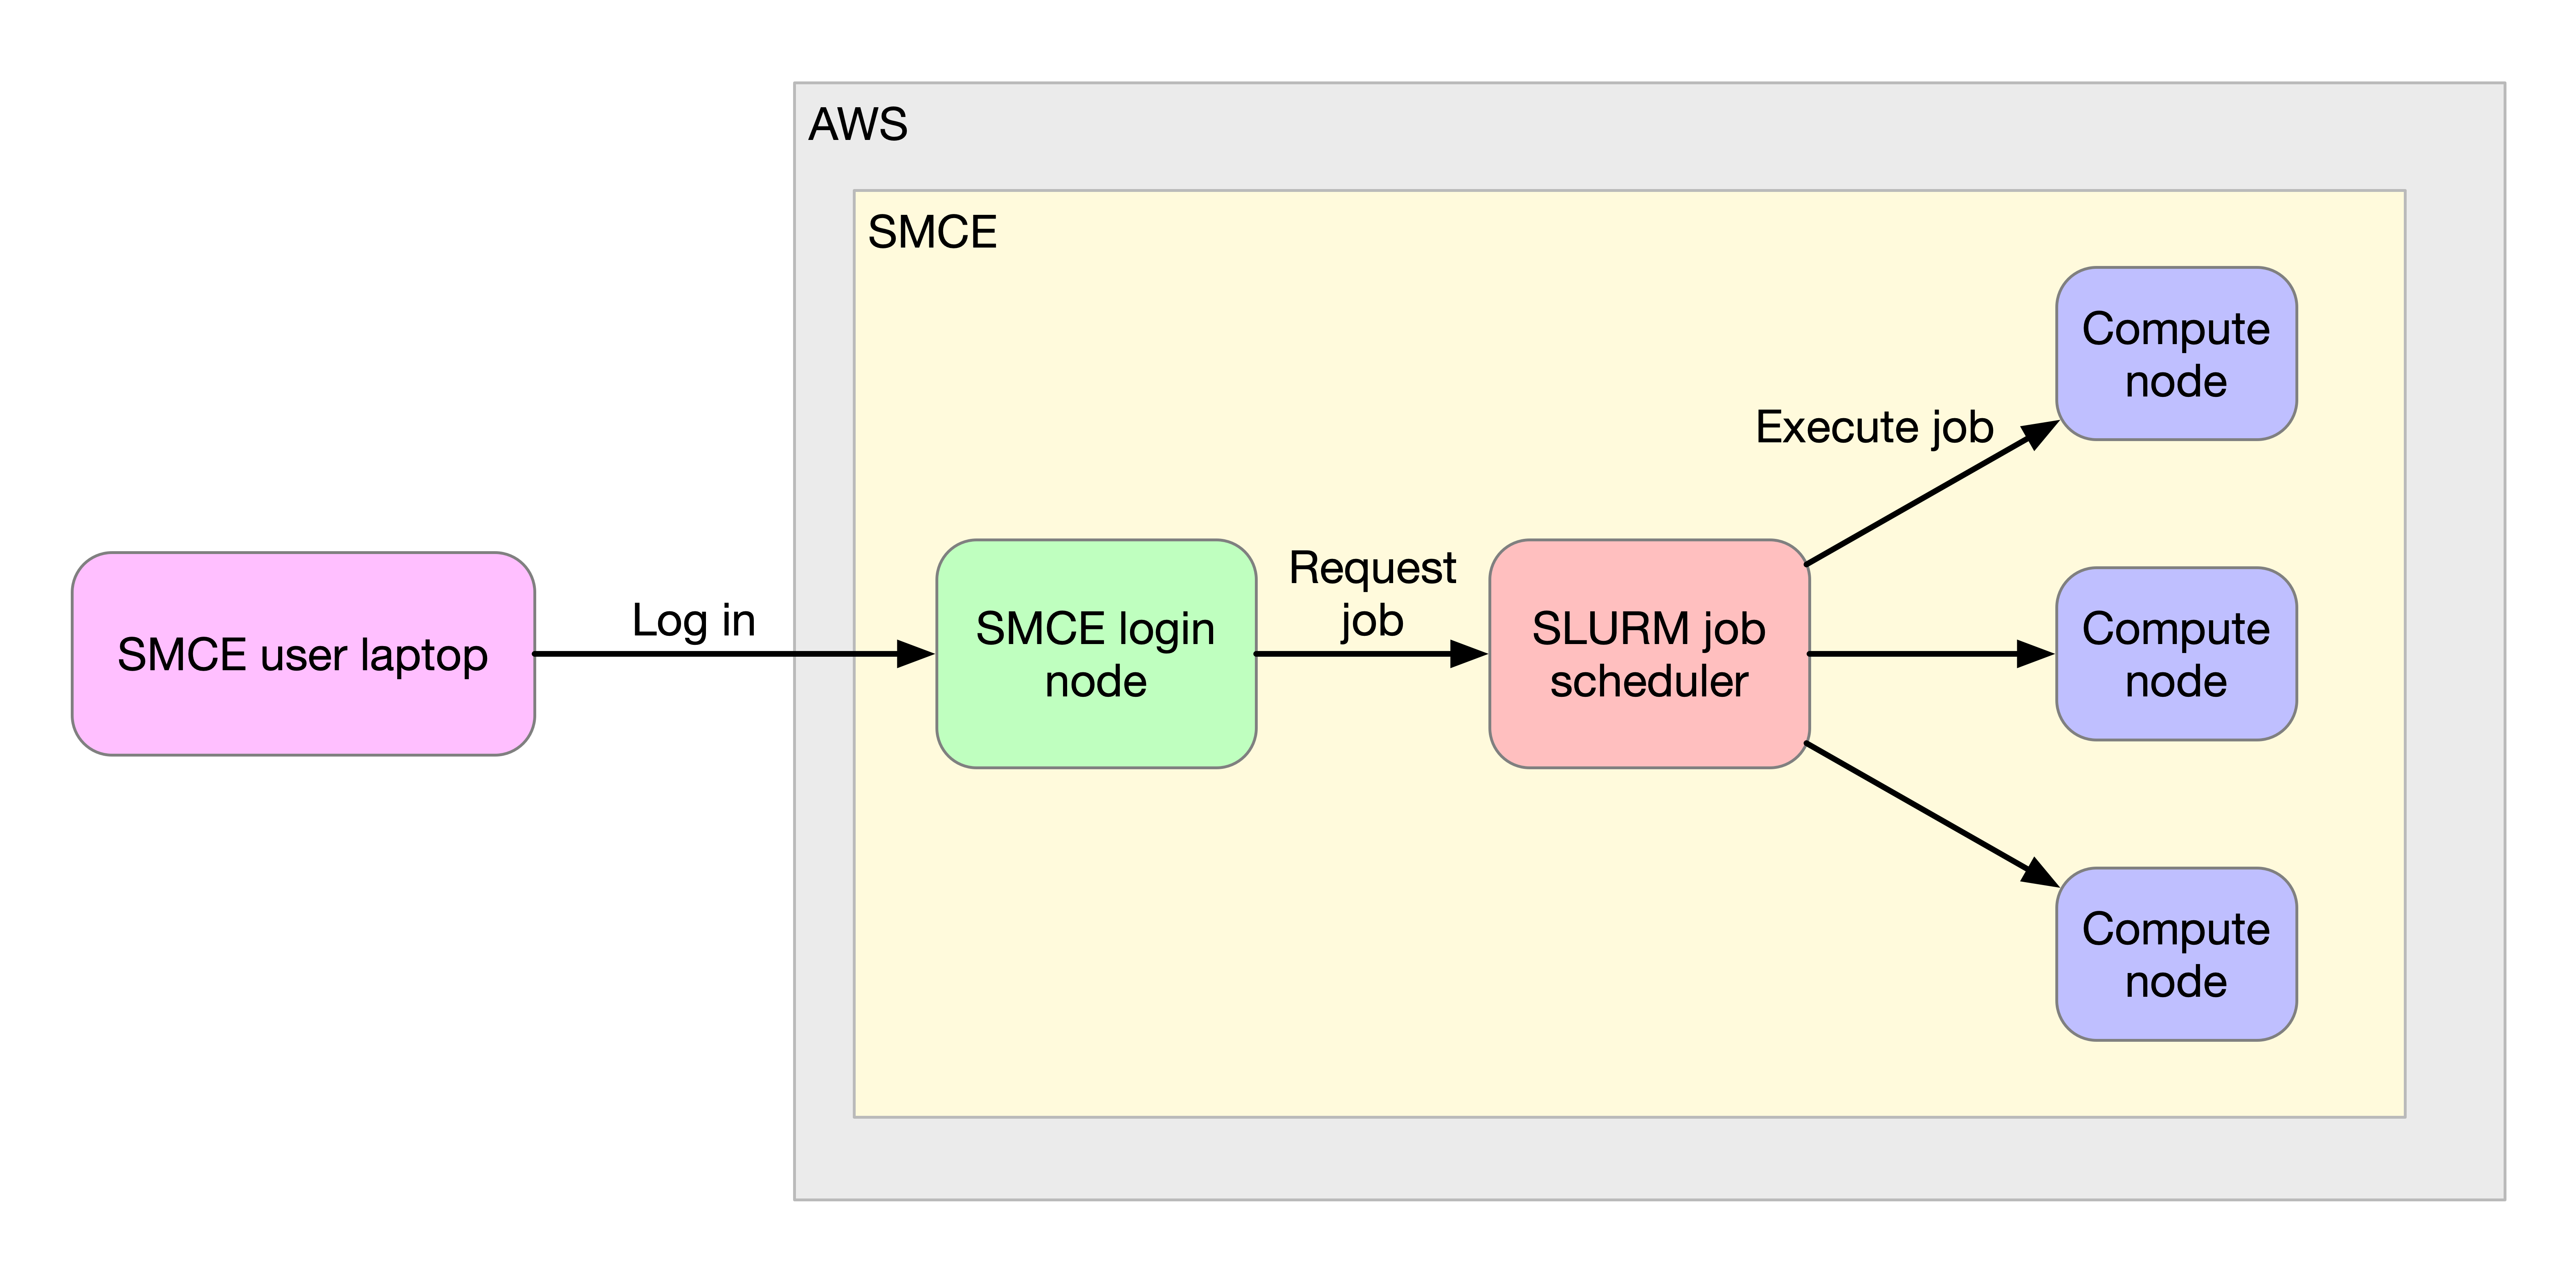 AWS
SMCE
SMCE user laptop
Log in
SMCE login
node
Request
job
SLURM job
scheduler
Execute job
Compute
node
Compute
node
Compute
node